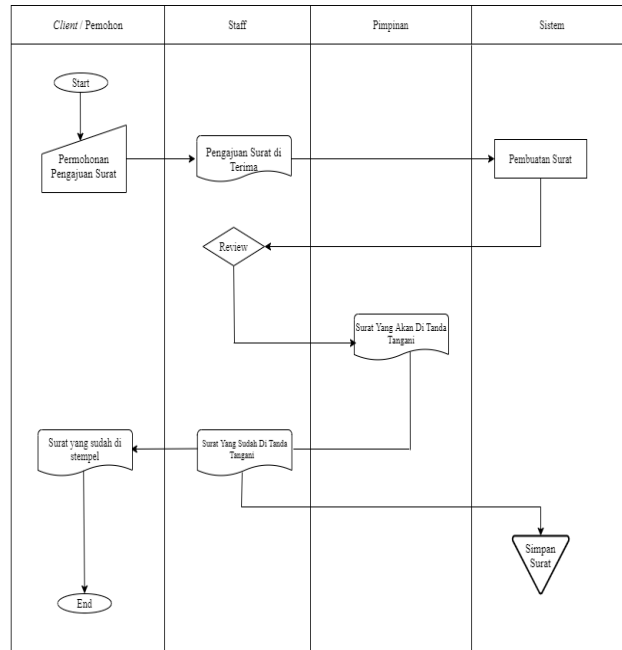 Client / Pemohon
Staff
Pimpinan
Sistem
Start
Permohonan
Pengajuan Surat
Pengajuan Surat di
Terima
Pembuatan Surat
Review
Surat Yang Akan Di Tanda
Tangani
Surat yang sudah di
stempel
Surat Yang Sudah Di Tanda
Tangani
Simpan
Surat
End